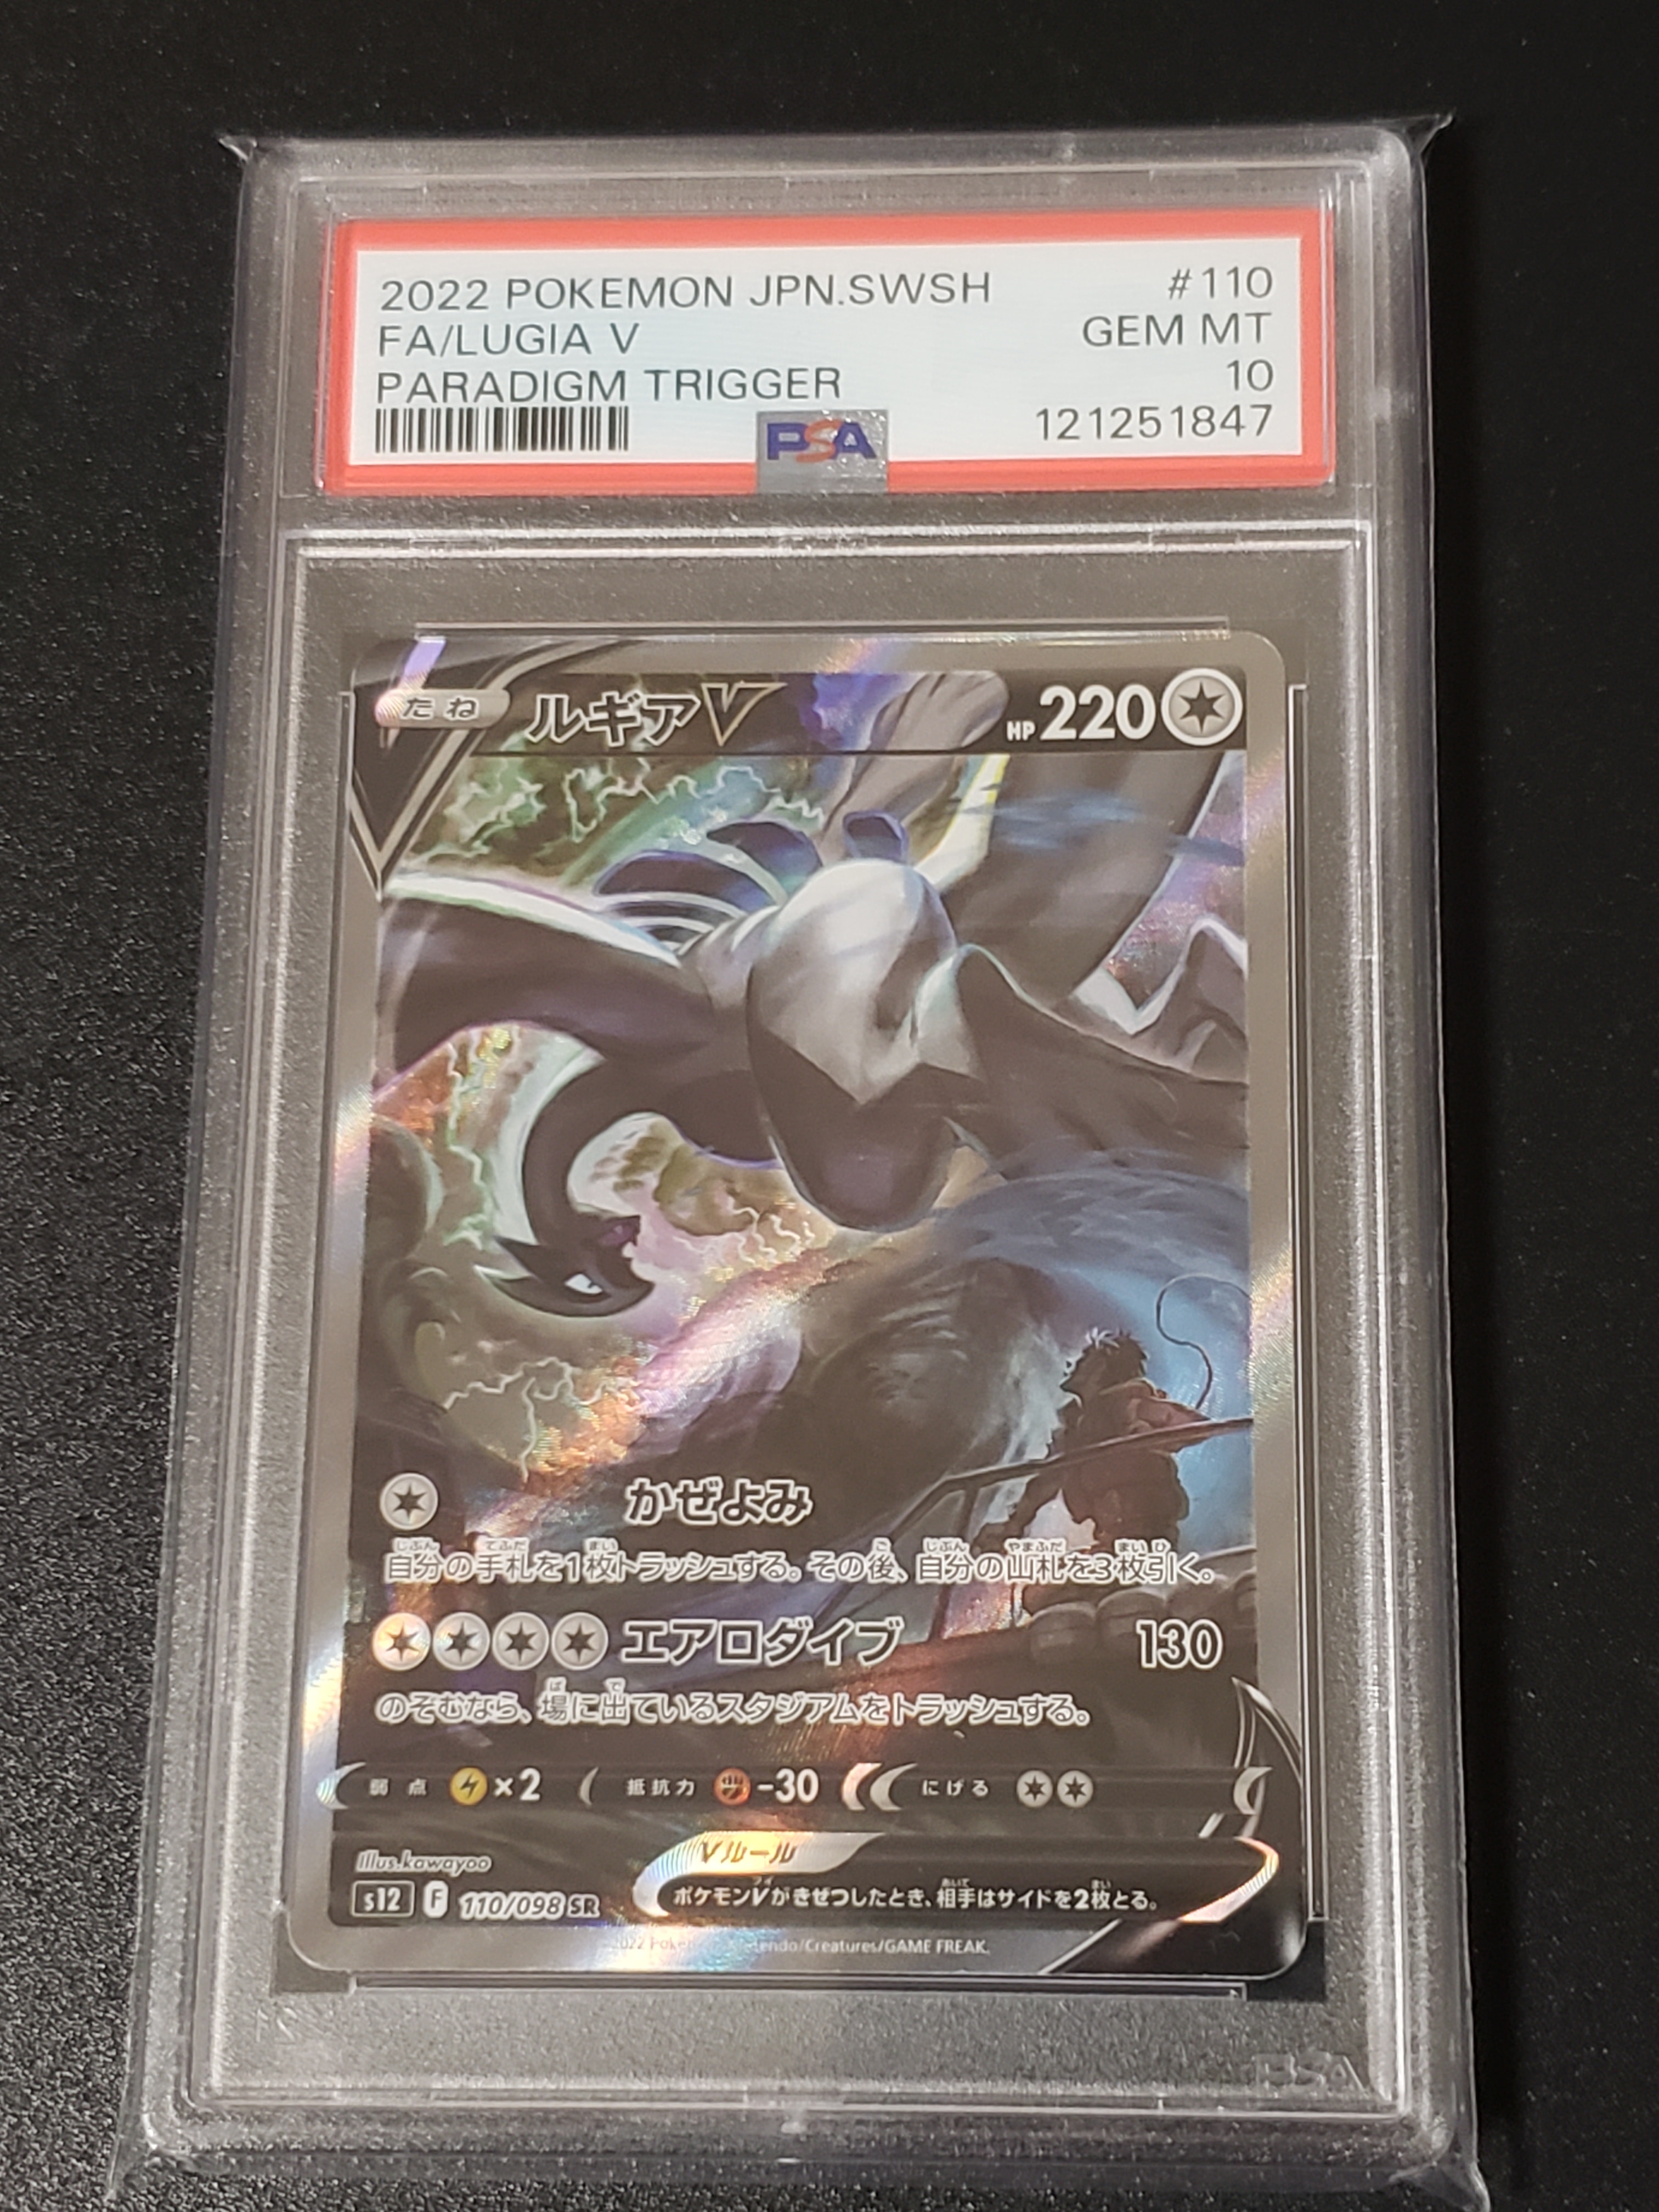 2022 POKEMON JPN.SWSH #110
FA/LUGIA V GEM MT
PARADIGM TRIGGER 10
PSA 121251847
たね ルギアV HP220
かぜよみ
自分の手札を1枚トラッシュする。その後、自分の山札を3枚引く。
エアロダイブ 130
のぞむなら、場に出ているスタジアムをトラッシュする。
弱点 ×2 抵抗力 -30 にげる
Vルール
ポケモンVがきぜつしたとき、相手はサイドを2枚とる。
Illus.kawayoo
s12 F 110/098 SR
2022 Pokémon/Nintendo/Creatures/GAME FREAK.
PSA